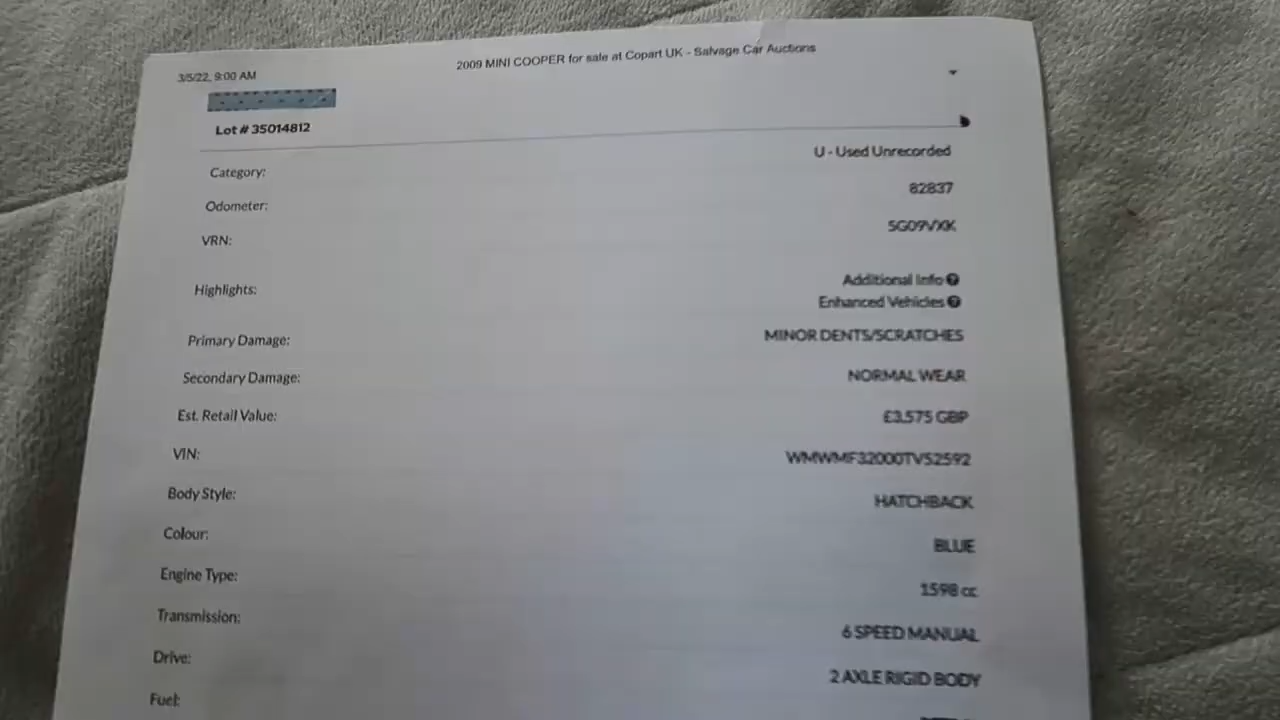 3/5/22, 9:00 AM
2009 MINI COOPER for sale at Copart UK - Salvage Car Auctions
Lot # 35014812
Category: U - Used Unrecorded
Odometer: 82837
VRN: SG09VXK
Highlights: Additional Info
Enhanced Vehicles
Primary Damage: MINOR DENTS/SCRATCHES
Secondary Damage: NORMAL WEAR
Est. Retail Value: £3,575 GBP
VIN: WMWMF32000TV52592
Body Style: HATCHBACK
Colour: BLUE
Engine Type: 1598 cc
Transmission: 6 SPEED MANUAL
Drive: 2 AXLE RIGID BODY
Fuel: